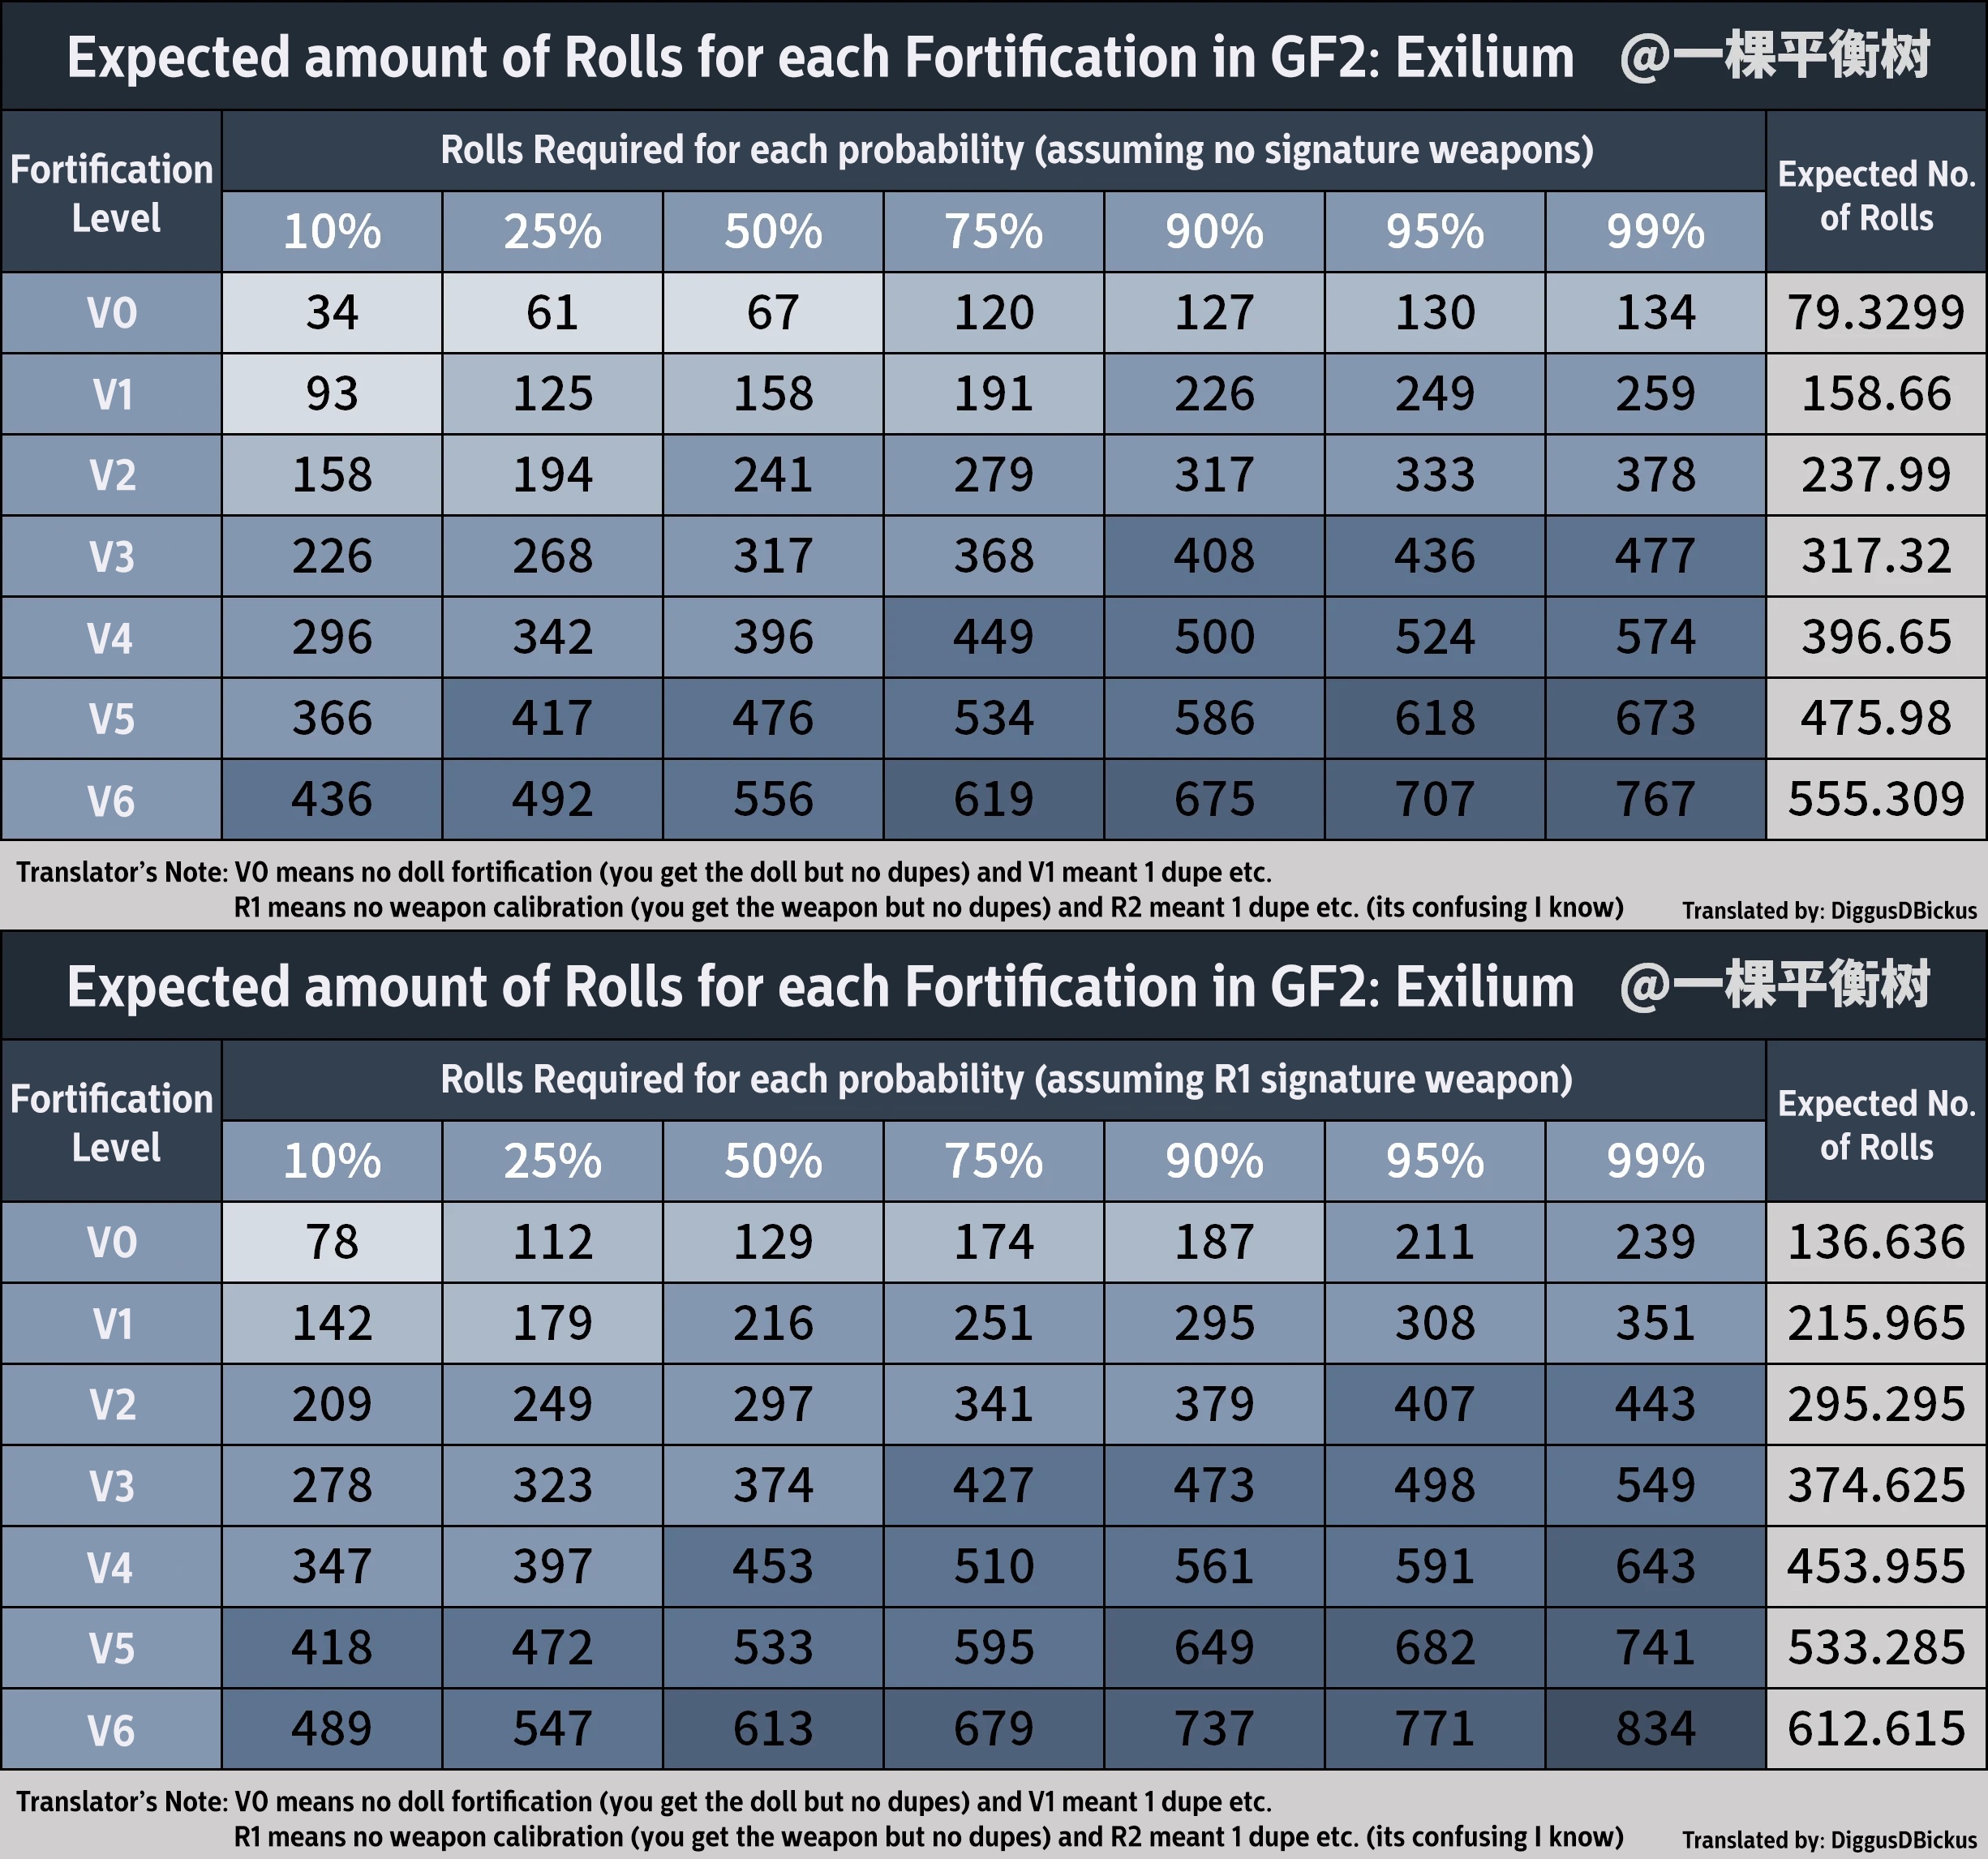 Expected amount of Rolls for each Fortification in GF2: Exilium @一棵平衡树
Fortification Level
Rolls Required for each probability (assuming no signature weapons)
Expected No. of Rolls
10% 25% 50% 75% 90% 95% 99%
V0 34 61 67 120 127 130 134 79.3299
V1 93 125 158 191 226 249 259 158.66
V2 158 194 241 279 317 333 378 237.99
V3 226 268 317 368 408 436 477 317.32
V4 296 342 396 449 500 524 574 396.65
V5 366 417 476 534 586 618 673 475.98
V6 436 492 556 619 675 707 767 555.309
Translator's Note: V0 means no doll fortification (you get the doll but no dupes) and V1 meant 1 dupe etc.
R1 means no weapon calibration (you get the weapon but no dupes) and R2 meant 1 dupe etc. (its confusing I know) Translated by: DiggusDBickus
Expected amount of Rolls for each Fortification in GF2: Exilium @一棵平衡树
Fortification Level
Rolls Required for each probability (assuming R1 signature weapon)
Expected No. of Rolls
10% 25% 50% 75% 90% 95% 99%
V0 78 112 129 174 187 211 239 136.636
V1 142 179 216 251 295 308 351 215.965
V2 209 249 297 341 379 407 443 295.295
V3 278 323 374 427 473 498 549 374.625
V4 347 397 453 510 561 591 643 453.955
V5 418 472 533 595 649 682 741 533.285
V6 489 547 613 679 737 771 834 612.615
Translator's Note: V0 means no doll fortification (you get the doll but no dupes) and V1 meant 1 dupe etc.
R1 means no weapon calibration (you get the weapon but no dupes) and R2 meant 1 dupe etc. (its confusing I know) Translated by: DiggusDBickus